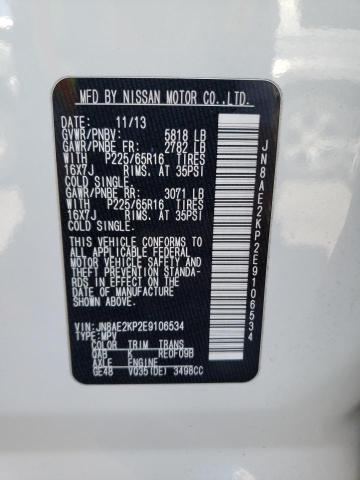 MFD BY NISSAN MOTOR CO.,LTD.
DATE: 11/13
GVWR/PNBV: 5818 LB
GAWR/PNBE FR: 2782 LB
WITH P225/65R16 TIRES
16X7J RIMS, AT 35PSI
COLD SINGLE.
GAWR/PNBE RR: 3071 LB
WITH P225/65R16 TIRES
16X7J RIMS, AT 35PSI
COLD SINGLE.
THIS VEHICLE CONFORMS TO
ALL APPLICABLE FEDERAL
MOTOR VEHICLE SAFETY
AND BUMPER STANDA-
RDS IN EFFECT ON THE
DATE OF MANUFACTURE
SHOWN ABOVE.
VIN: JN8AE2KP2E9106534
TYPE: MPV
COLOR TRIM TRANS
QAB K RE0F09B
AXLE ENGINE
GE48 VQ35(DE) 3498CC
JN8AE2KP2E9106534